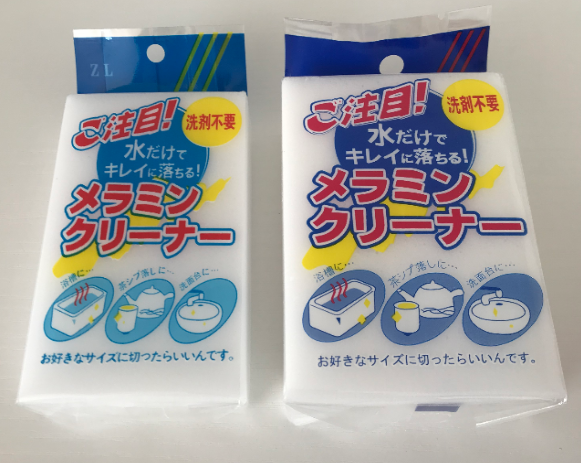 ZL
ご注目!
洗剤不要
水だけで
キレイに落ちる!
メラミン
クリーナー
浴槽に…
茶シブ落しに…
洗面台に…
お好きなサイズに切ったらいいんです。
ご注目!
洗剤不要
水だけで
キレイに落ちる!
メラミン
クリーナー
浴槽に…
茶シブ落しに…
洗面台に…
お好きなサイズに切ったらいいんです。